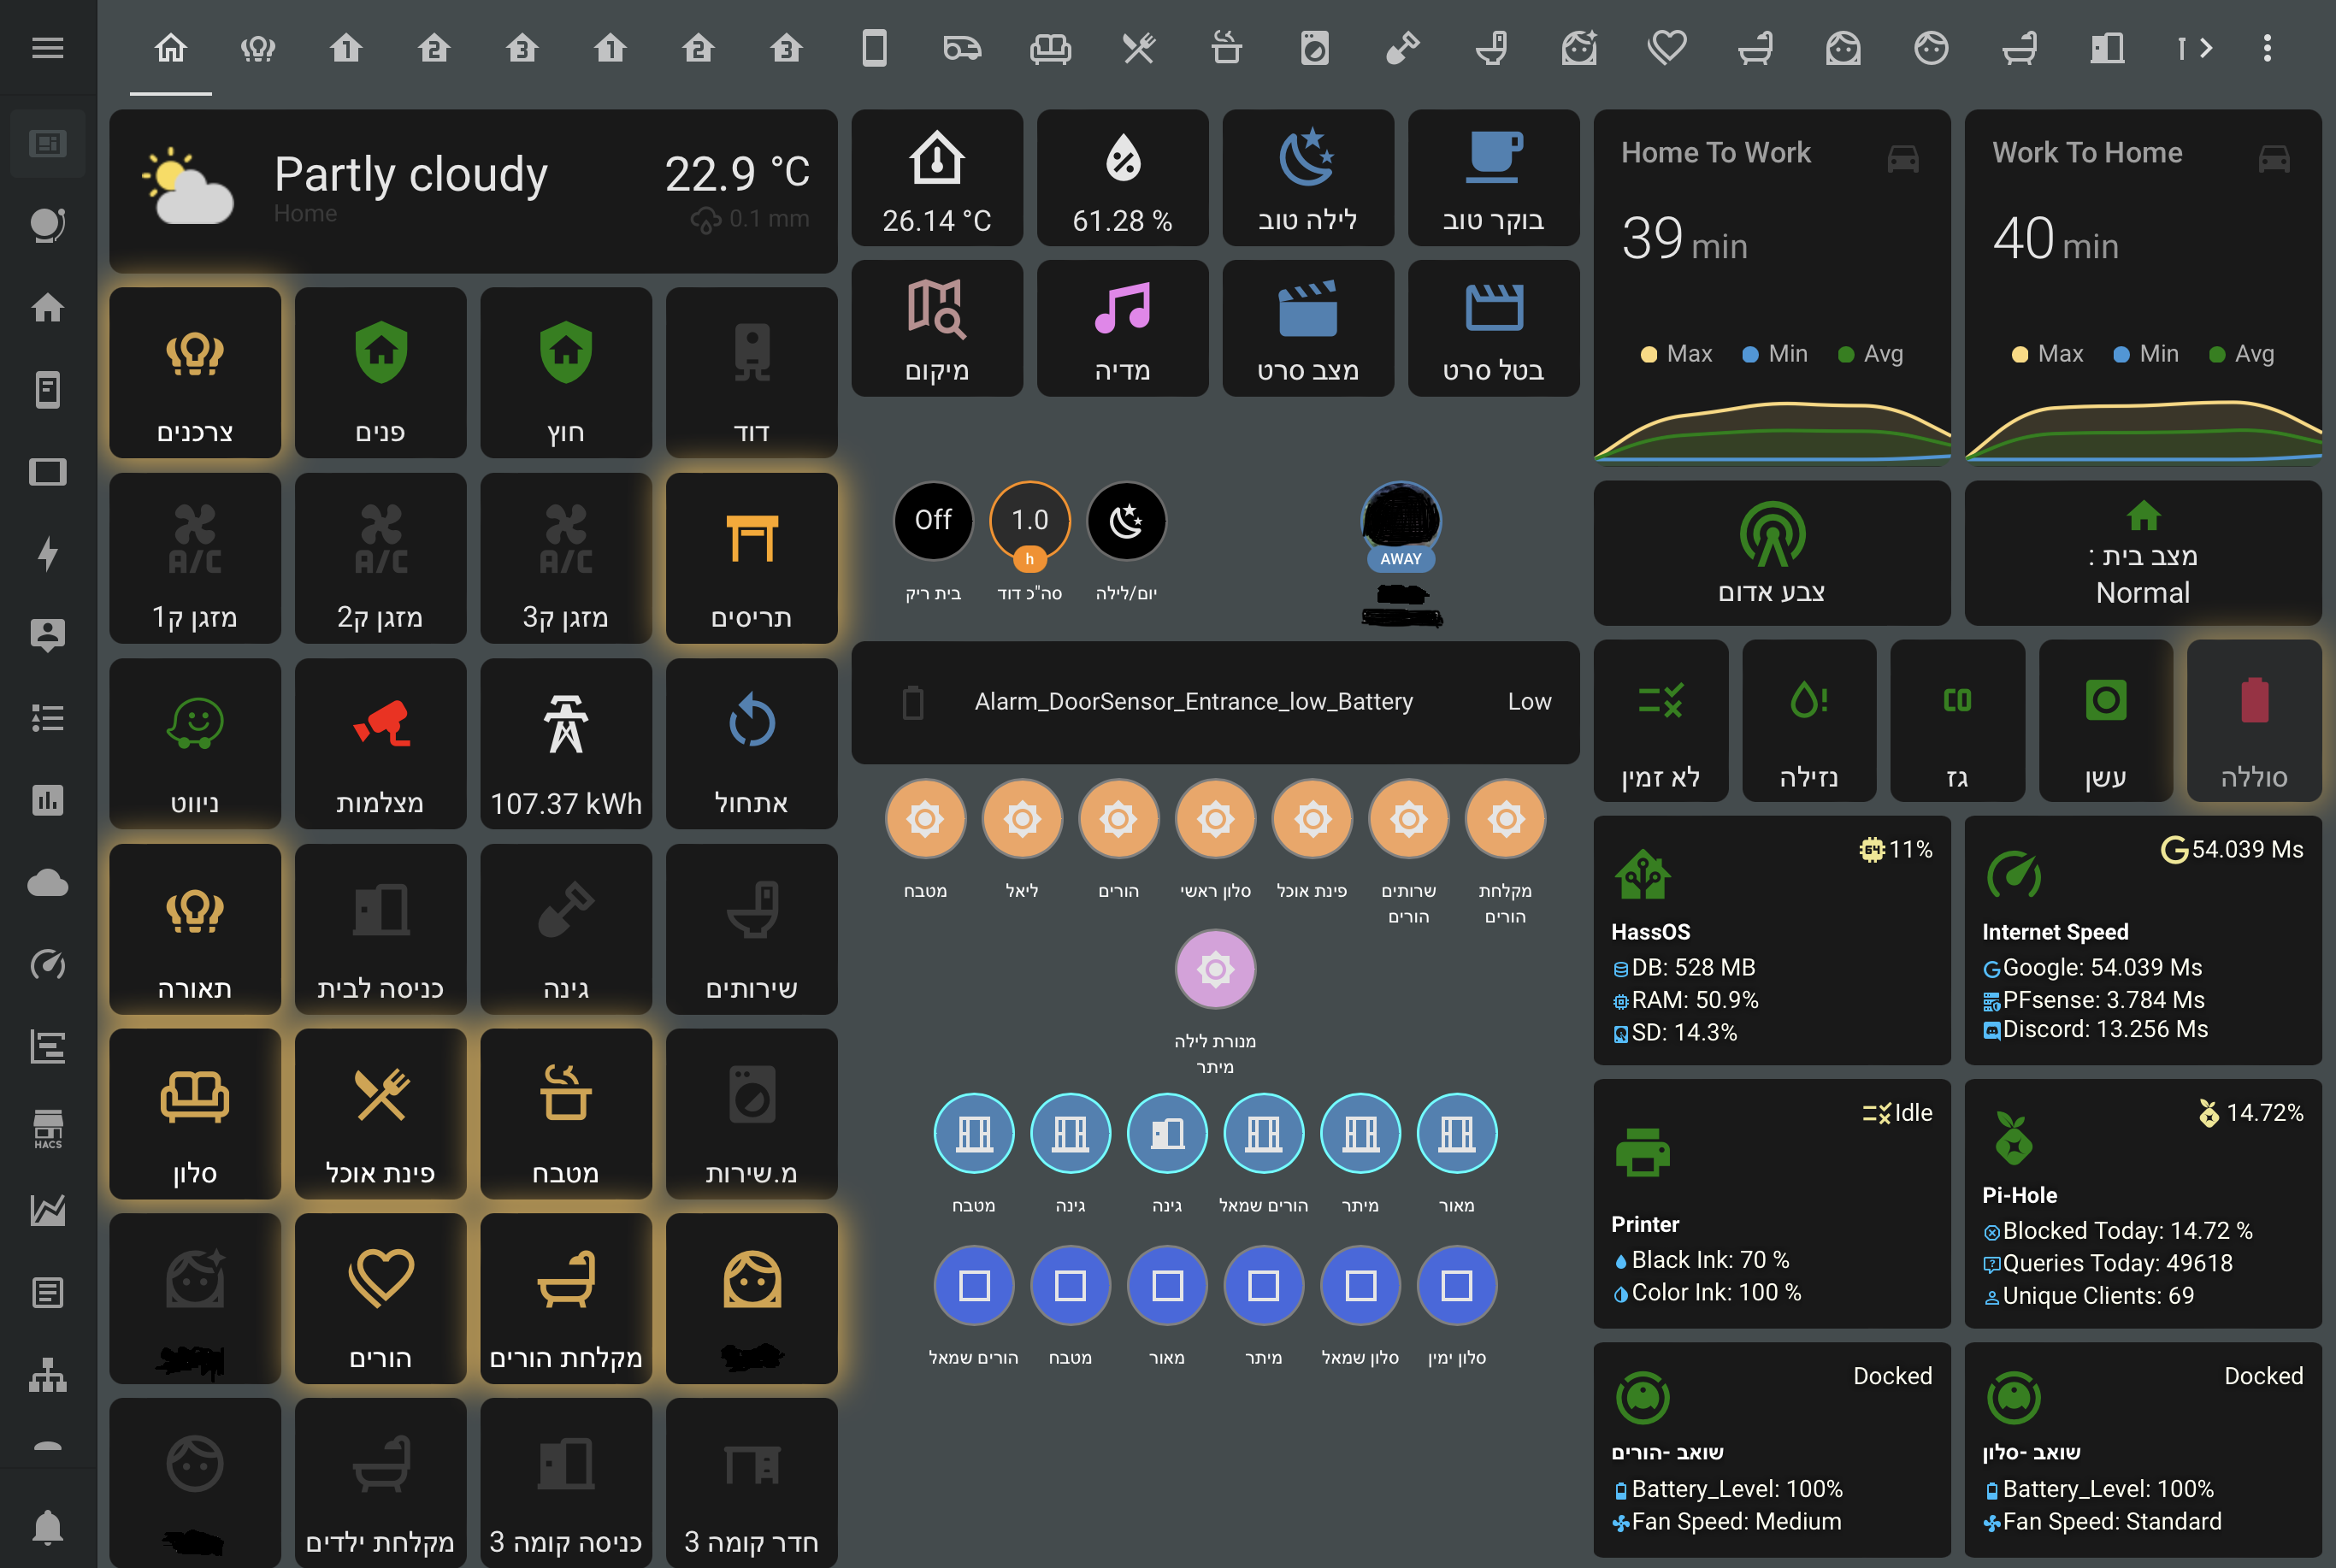 Partly cloudy
Home
22.9 °C
0.1 mm
צרכנים
פנים
חוץ
דוד
A/C
A/C
A/C
מזגן ק1
מזגן ק2
מזגן ק3
תריסים
ניווט
מצלמות
107.37 kWh
אתחול
תאורה
כניסה לבית
גינה
שירותים
סלון
פינת אוכל
מטבח
מ.שירות
הורים
מקלחת הורים
מקלחת ילדים
כניסה קומה 3
חדר קומה 3
HACS
26.14 °C
61.28 %
לילה טוב
בוקר טוב
מיקום
מדיה
מצב סרט
בטל סרט
Off
1.0
h
AWAY
בית ריק
סה"כ דוד
יום/לילה
Alarm_DoorSensor_Entrance_low_Battery
Low
מטבח
ליאל
הורים
סלון ראשי
פינת אוכל
שרותים
הורים
מקלחת
הורים
מנורת לילה
מיתר
מטבח
גינה
גינה
הורים שמאל
מיתר
מאור
הורים שמאל
מטבח
מאור
מיתר
סלון שמאל
סלון ימין
Home To Work
39 min
Max
Min
Avg
Work To Home
40 min
Max
Min
Avg
צבע אדום
מצב בית :
Normal
לא זמין
נזילה
CO
גז
עשן
סוללה
64
11%
HassOS
DB: 528 MB
RAM: 50.9%
SD: 14.3%
54.039 Ms
Internet Speed
Google: 54.039 Ms
PFsense: 3.784 Ms
Discord: 13.256 Ms
Idle
Printer
Black Ink: 70 %
Color Ink: 100 %
14.72%
Pi-Hole
Blocked Today: 14.72 %
Queries Today: 49618
Unique Clients: 69
Docked
שואב -הורים
Battery_Level: 100%
Fan Speed: Medium
Docked
שואב -סלון
Battery_Level: 100%
Fan Speed: Standard